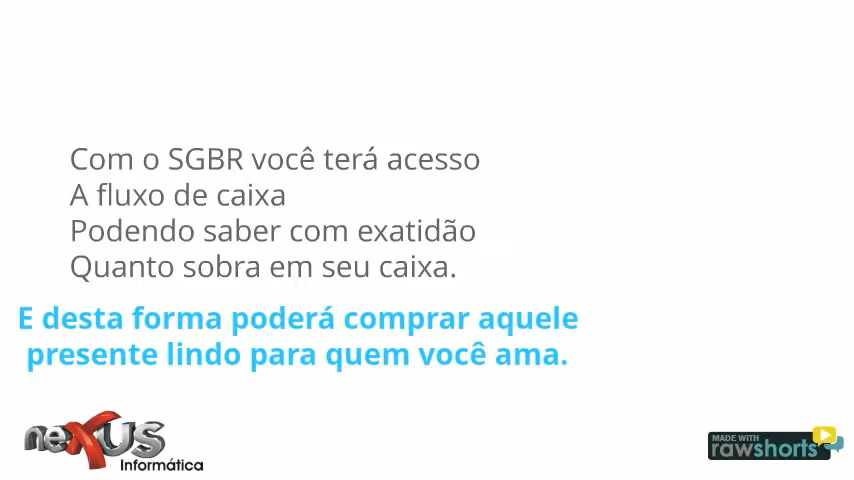 Com o SGBR você terá acesso
A fluxo de caixa
Podendo saber com exatidão
Quanto sobra em seu caixa.
E desta forma poderá comprar aquele
presente lindo para quem você ama.
neXUS
Informática
MADE WITH
rawshorts